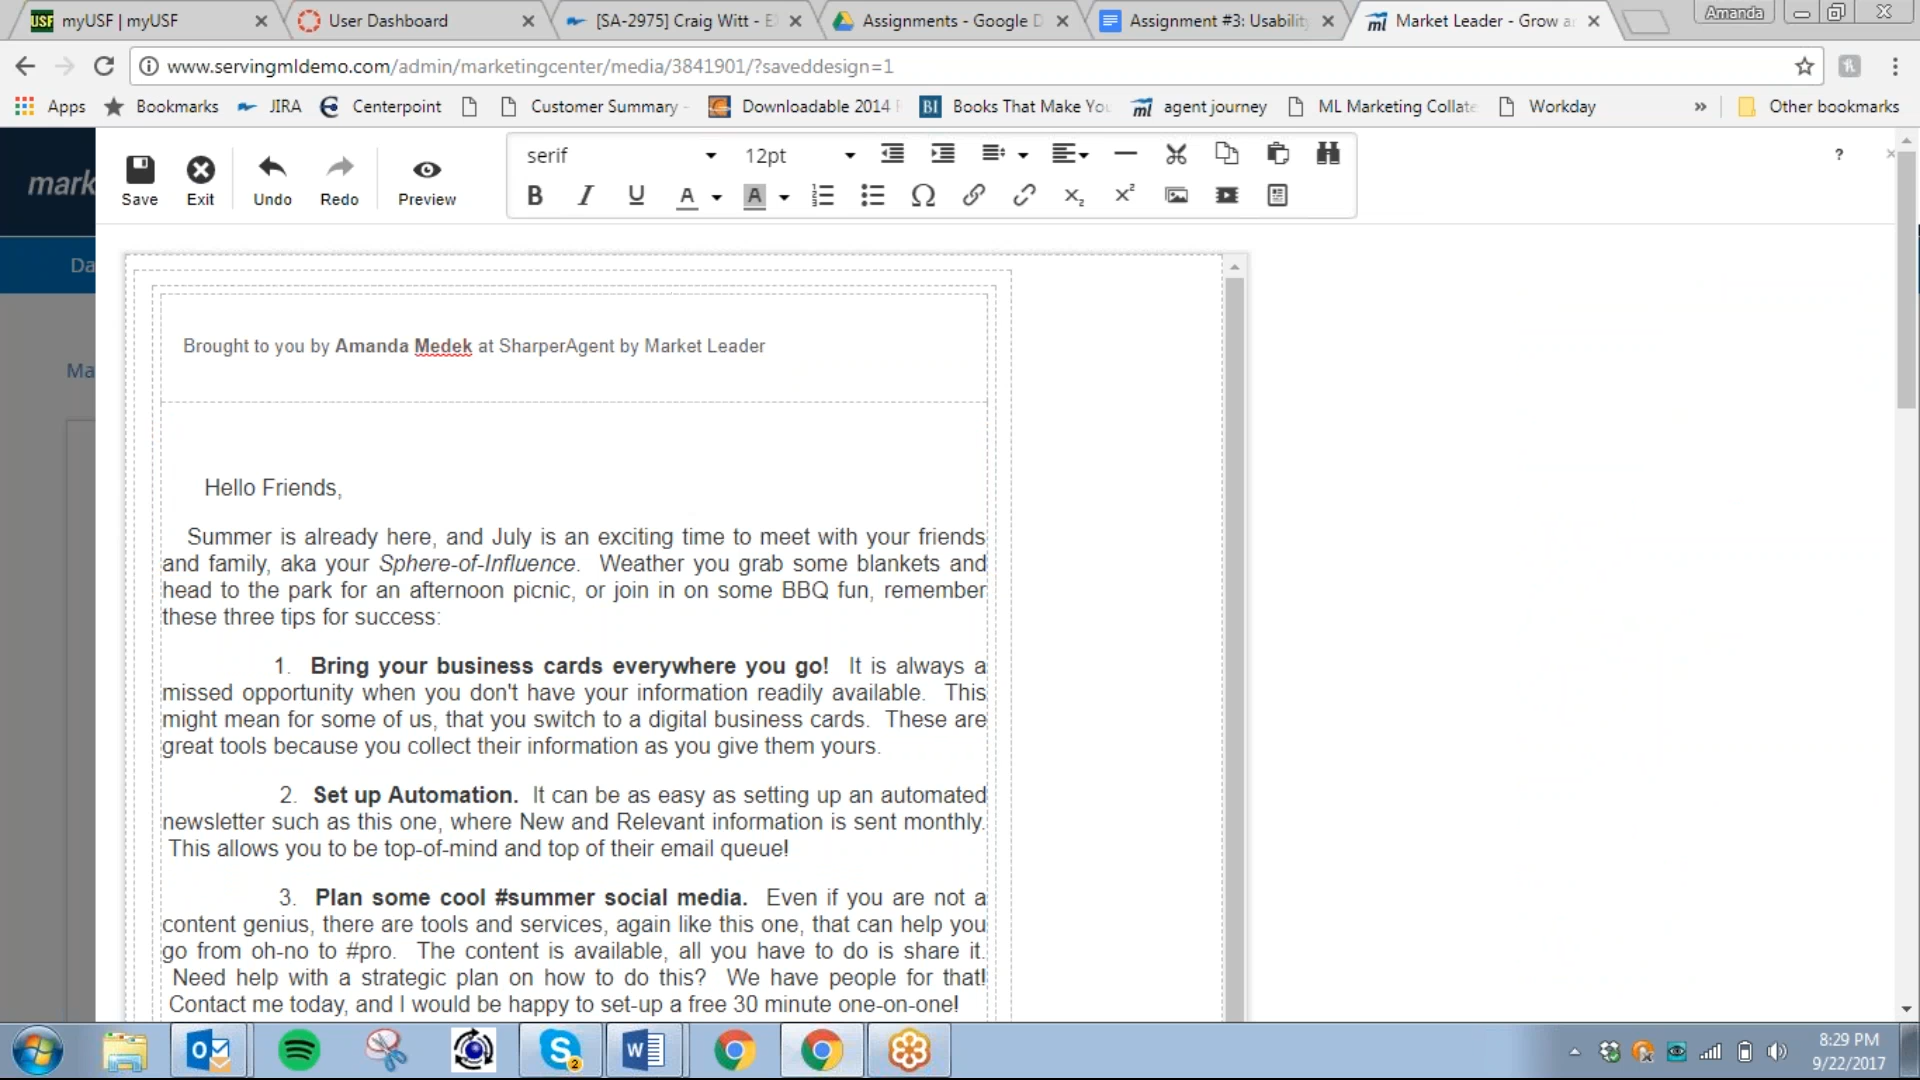 USF myUSF | myUSF
User Dashboard
[SA-2975] Craig Witt - E
Assignments - Google D
Assignment #3: Usability
ml Market Leader - Grow a
Amanda
www.servingmldemo.com/admin/marketingcenter/media/3841901/?saveddesign=1
Apps
Bookmarks
JIRA
Centerpoint
Customer Summary -
Downloadable 2014
BI Books That Make You
ml agent journey
ML Marketing Collate
Workday
»
Other bookmarks
mark
Save
Exit
Undo
Redo
Preview
serif
12pt
?
B I U A A Ω x₂ x²
Da
Ma
Brought to you by Amanda Medek at SharperAgent by Market Leader
Hello Friends,
Summer is already here, and July is an exciting time to meet with your friends
and family, aka your Sphere-of-Influence. Weather you grab some blankets and
head to the park for an afternoon picnic, or join in on some BBQ fun, remember
these three tips for success:
1. Bring your business cards everywhere you go! It is always a
missed opportunity when you don't have your information readily available. This
might mean for some of us, that you switch to a digital business cards. These are
great tools because you collect their information as you give them yours.
2. Set up Automation. It can be as easy as setting up an automated
newsletter such as this one, where New and Relevant information is sent monthly.
This allows you to be top-of-mind and top of their email queue!
3. Plan some cool #summer social media. Even if you are not a
content genius, there are tools and services, again like this one, that can help you
go from oh-no to #pro. The content is available, all you have to do is share it.
Need help with a strategic plan on how to do this? We have people for that!
Contact me today, and I would be happy to set-up a free 30 minute one-on-one!
8:29 PM
9/22/2017